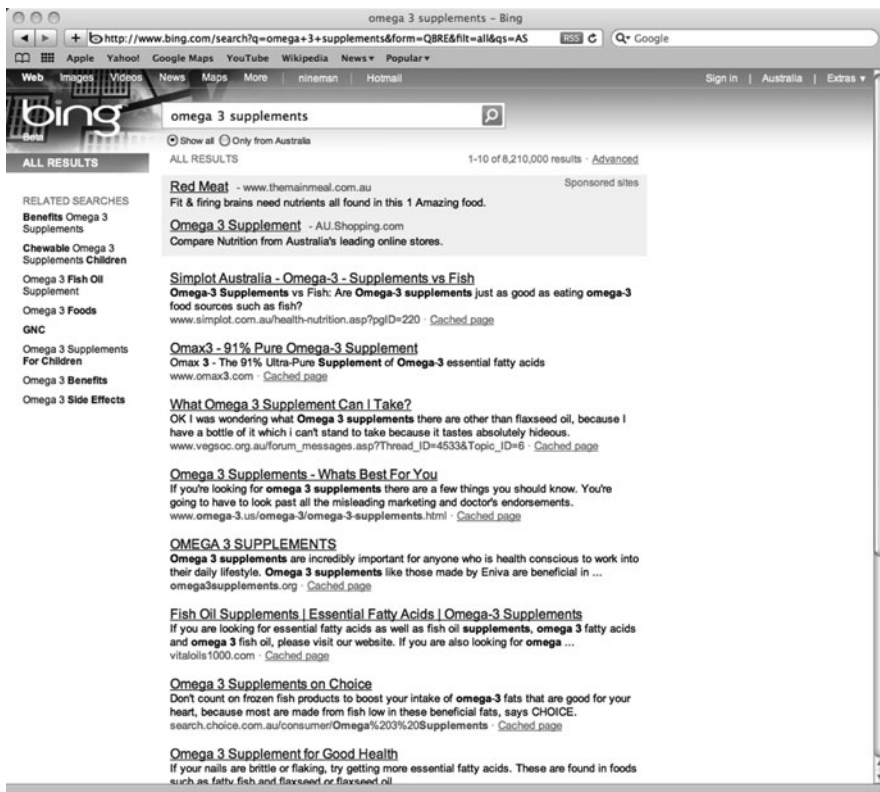 omega 3 supplements – Bing
http://www.bing.com/search?q=omega+3+supplements&form=QBRE&filt=all&qs=AS RSS Google
Apple Yahoo! Google Maps YouTube Wikipedia News Popular
Web Images Videos News Maps More | ninemsn | Hotmail Sign in | Australia | Extras
bing
Beta
omega 3 supplements
Show all Only from Australia
ALL RESULTS
RELATED SEARCHES
Benefits Omega 3
Supplements
Chewable Omega 3
Supplements Children
Omega 3 Fish Oil
Supplement
Omega 3 Foods
GNC
Omega 3 Supplements
For Children
Omega 3 Benefits
Omega 3 Side Effects
ALL RESULTS 1-10 of 8,210,000 results · Advanced
Red Meat - www.themainmeal.com.au Sponsored sites
Fit & firing brains need nutrients all found in this 1 Amazing food.
Omega 3 Supplement - AU.Shopping.com
Compare Nutrition from Australia's leading online stores.
Simplot Australia - Omega-3 - Supplements vs Fish
Omega-3 Supplements vs Fish: Are Omega-3 supplements just as good as eating omega-3
food sources such as fish?
www.simplot.com.au/health-nutrition.asp?pgID=220 · Cached page
Omax3 - 91% Pure Omega-3 Supplement
Omax 3 - The 91% Ultra-Pure Supplement of Omega-3 essential fatty acids
www.omax3.com · Cached page
What Omega 3 Supplement Can I Take?
OK I was wondering what Omega 3 supplements there are other than flaxseed oil, because I
have a bottle of it which i can't stand to take because it tastes absolutely hideous.
www.vegsoc.org.au/forum_messages.asp?Thread_ID=4533&Topic_ID=6 · Cached page
Omega 3 Supplements - Whats Best For You
If you're looking for omega 3 supplements there are a few things you should know. You're
going to have to look past all the misleading marketing and doctor's endorsements.
www.omega-3.us/omega-3/omega-3-supplements.html · Cached page
OMEGA 3 SUPPLEMENTS
Omega 3 supplements are incredibly important for anyone who is health conscious to work into
their daily lifestyle. Omega 3 supplements like those made by Eniva are beneficial in ...
omega3supplements.org · Cached page
Fish Oil Supplements | Essential Fatty Acids | Omega-3 Supplements
If you are looking for essential fatty acids as well as fish oil supplements, omega 3 fatty acids
and omega 3 fish oil, please visit our website. If you are also looking for omega ...
vitaloils1000.com · Cached page
Omega 3 Supplements on Choice
Don't count on frozen fish products to boost your intake of omega-3 fats that are good for your
heart, because most are made from fish low in these beneficial fats, says CHOICE.
search.choice.com.au/consumer/Omega%203%20Supplements · Cached page
Omega 3 Supplement for Good Health
If your nails are brittle or flaking, try getting more essential fatty acids. These are found in foods
such as fatty fish and flaxseed or flaxseed oil